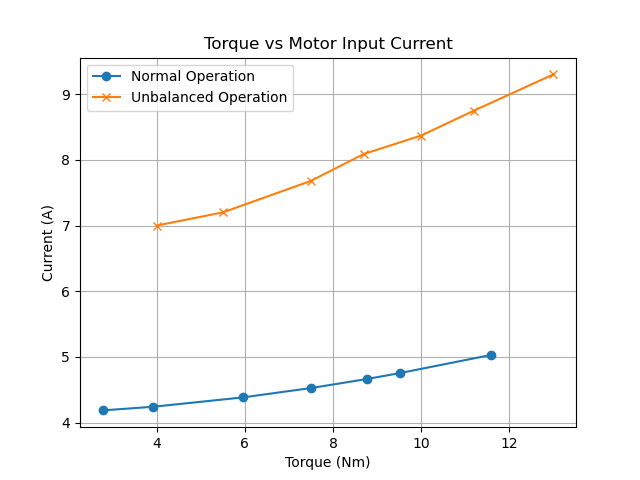 Torque vs Motor Input Current
Normal Operation
Unbalanced Operation
9
8
7
6
5
4
Current (A)
4 6 8 10 12
Torque (Nm)